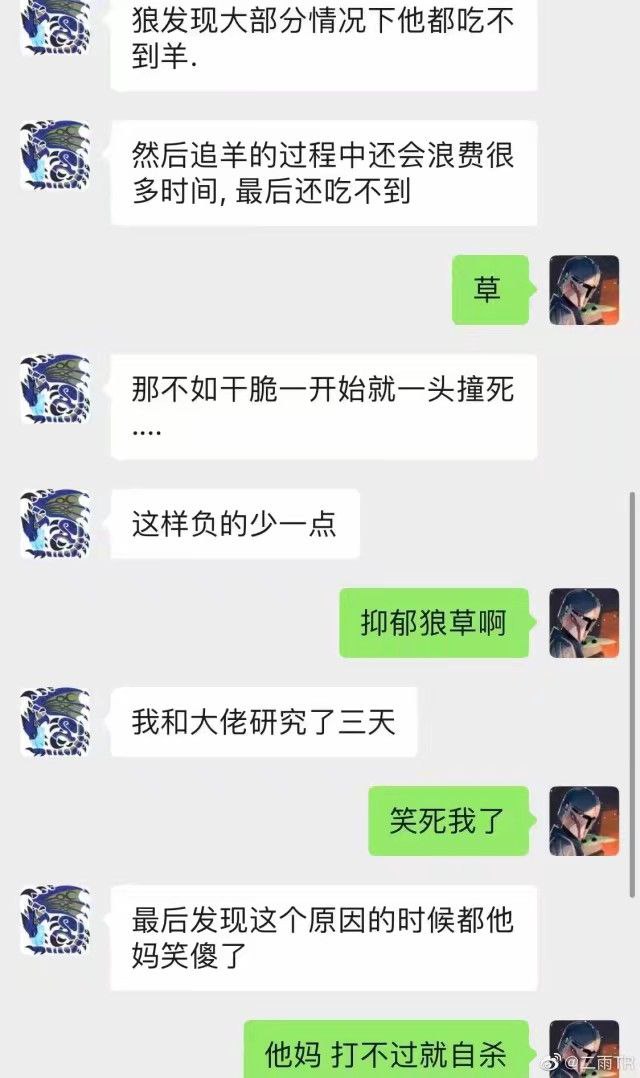 狼发现大部分情况下他都吃不
到羊.
然后追羊的过程中还会浪费很
多时间, 最后还吃不到
草
那不如干脆一开始就一头撞死
....
这样负的少一点
抑郁狼草啊
我和大佬研究了三天
笑死我了
最后发现这个原因的时候都他
妈笑傻了
他妈 打不过就自杀
@二雨TR